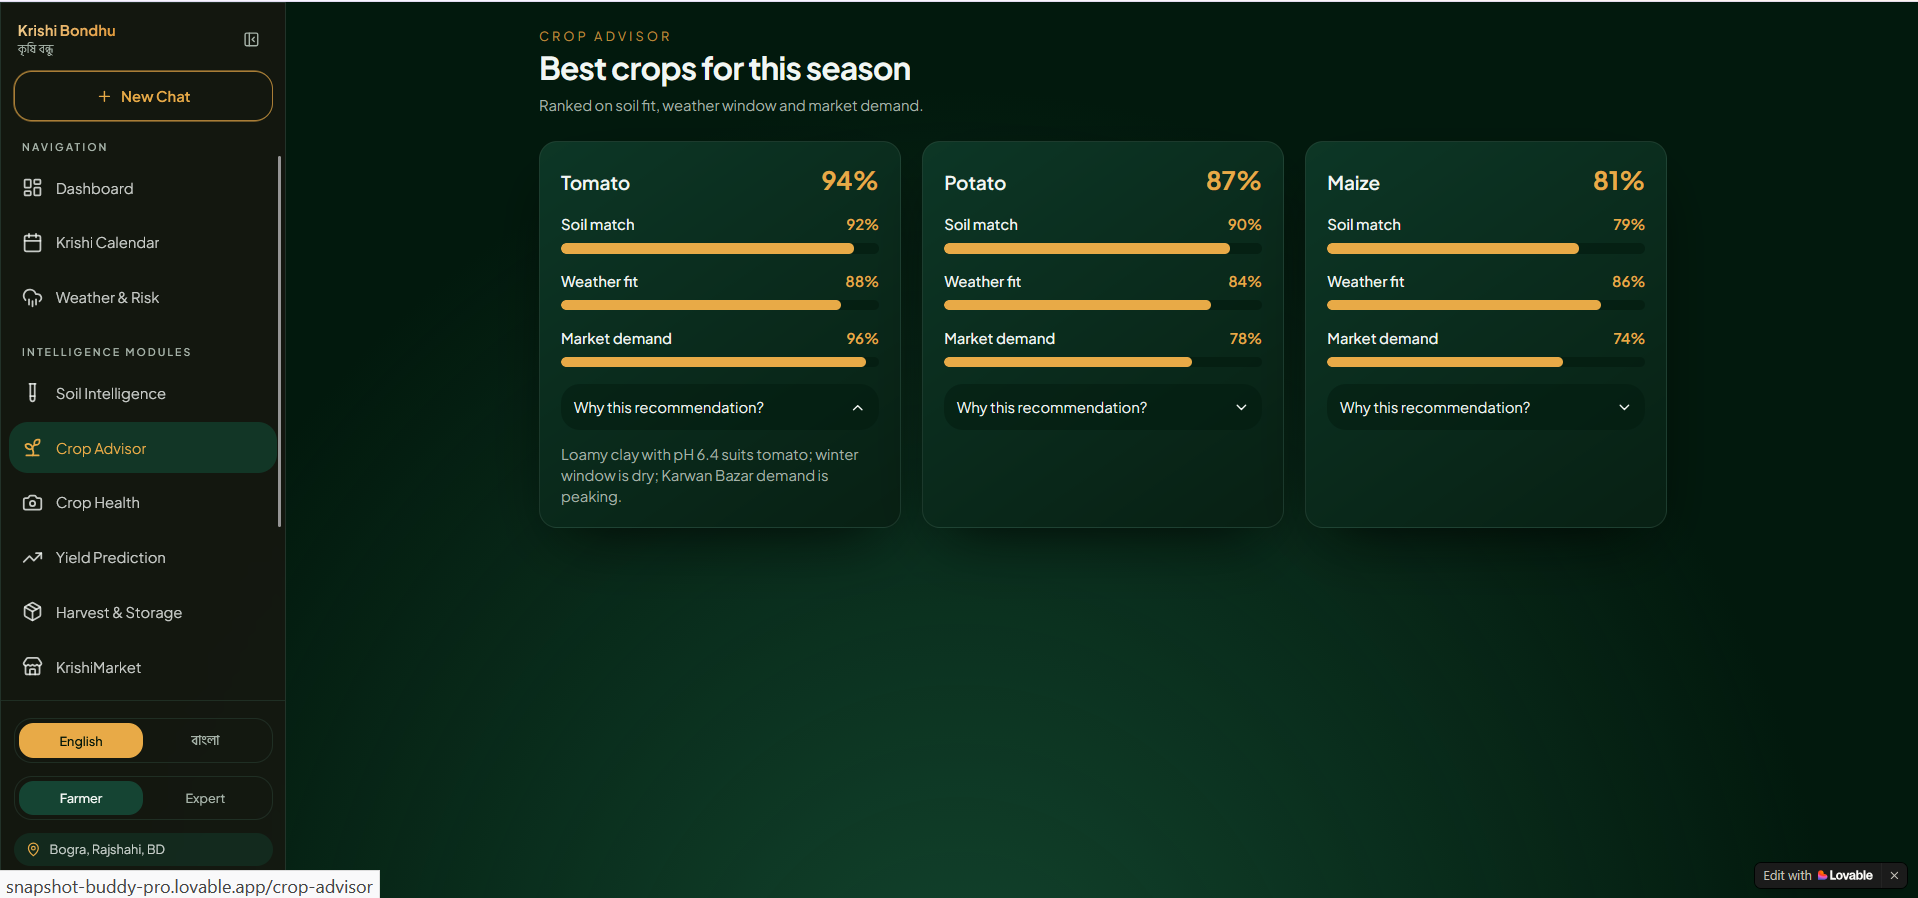 Krishi Bondhu
কৃষি বন্ধু
+ New Chat
NAVIGATION
Dashboard
Krishi Calendar
Weather & Risk
INTELLIGENCE MODULES
Soil Intelligence
Crop Advisor
Crop Health
Yield Prediction
Harvest & Storage
KrishiMarket
English
বাংলা
Farmer
Expert
Bogra, Rajshahi, BD
snapshot-buddy-pro.lovable.app/crop-advisor
CROP ADVISOR
Best crops for this season
Ranked on soil fit, weather window and market demand.
Tomato 94%
Soil match 92%
Weather fit 88%
Market demand 96%
Why this recommendation?
Loamy clay with pH 6.4 suits tomato; winter
window is dry; Karwan Bazar demand is
peaking.
Potato 87%
Soil match 90%
Weather fit 84%
Market demand 78%
Why this recommendation?
Maize 81%
Soil match 79%
Weather fit 86%
Market demand 74%
Why this recommendation?
Edit with Lovable